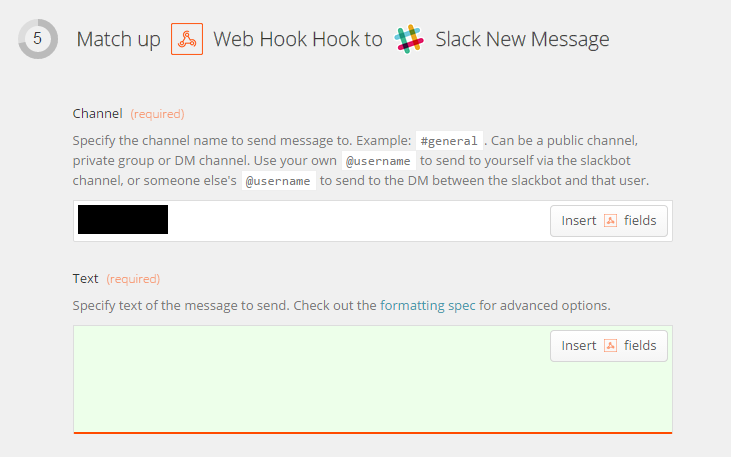 5 Match up Web Hook Hook to Slack New Message
Channel (required)
Specify the channel name to send message to. Example: #general . Can be a public channel,
private group or DM channel. Use your own @username to send to yourself via the slackbot
channel, or someone else's @username to send to the DM between the slackbot and that user.
Insert fields
Text (required)
Specify text of the message to send. Check out the formatting spec for advanced options.
Insert fields